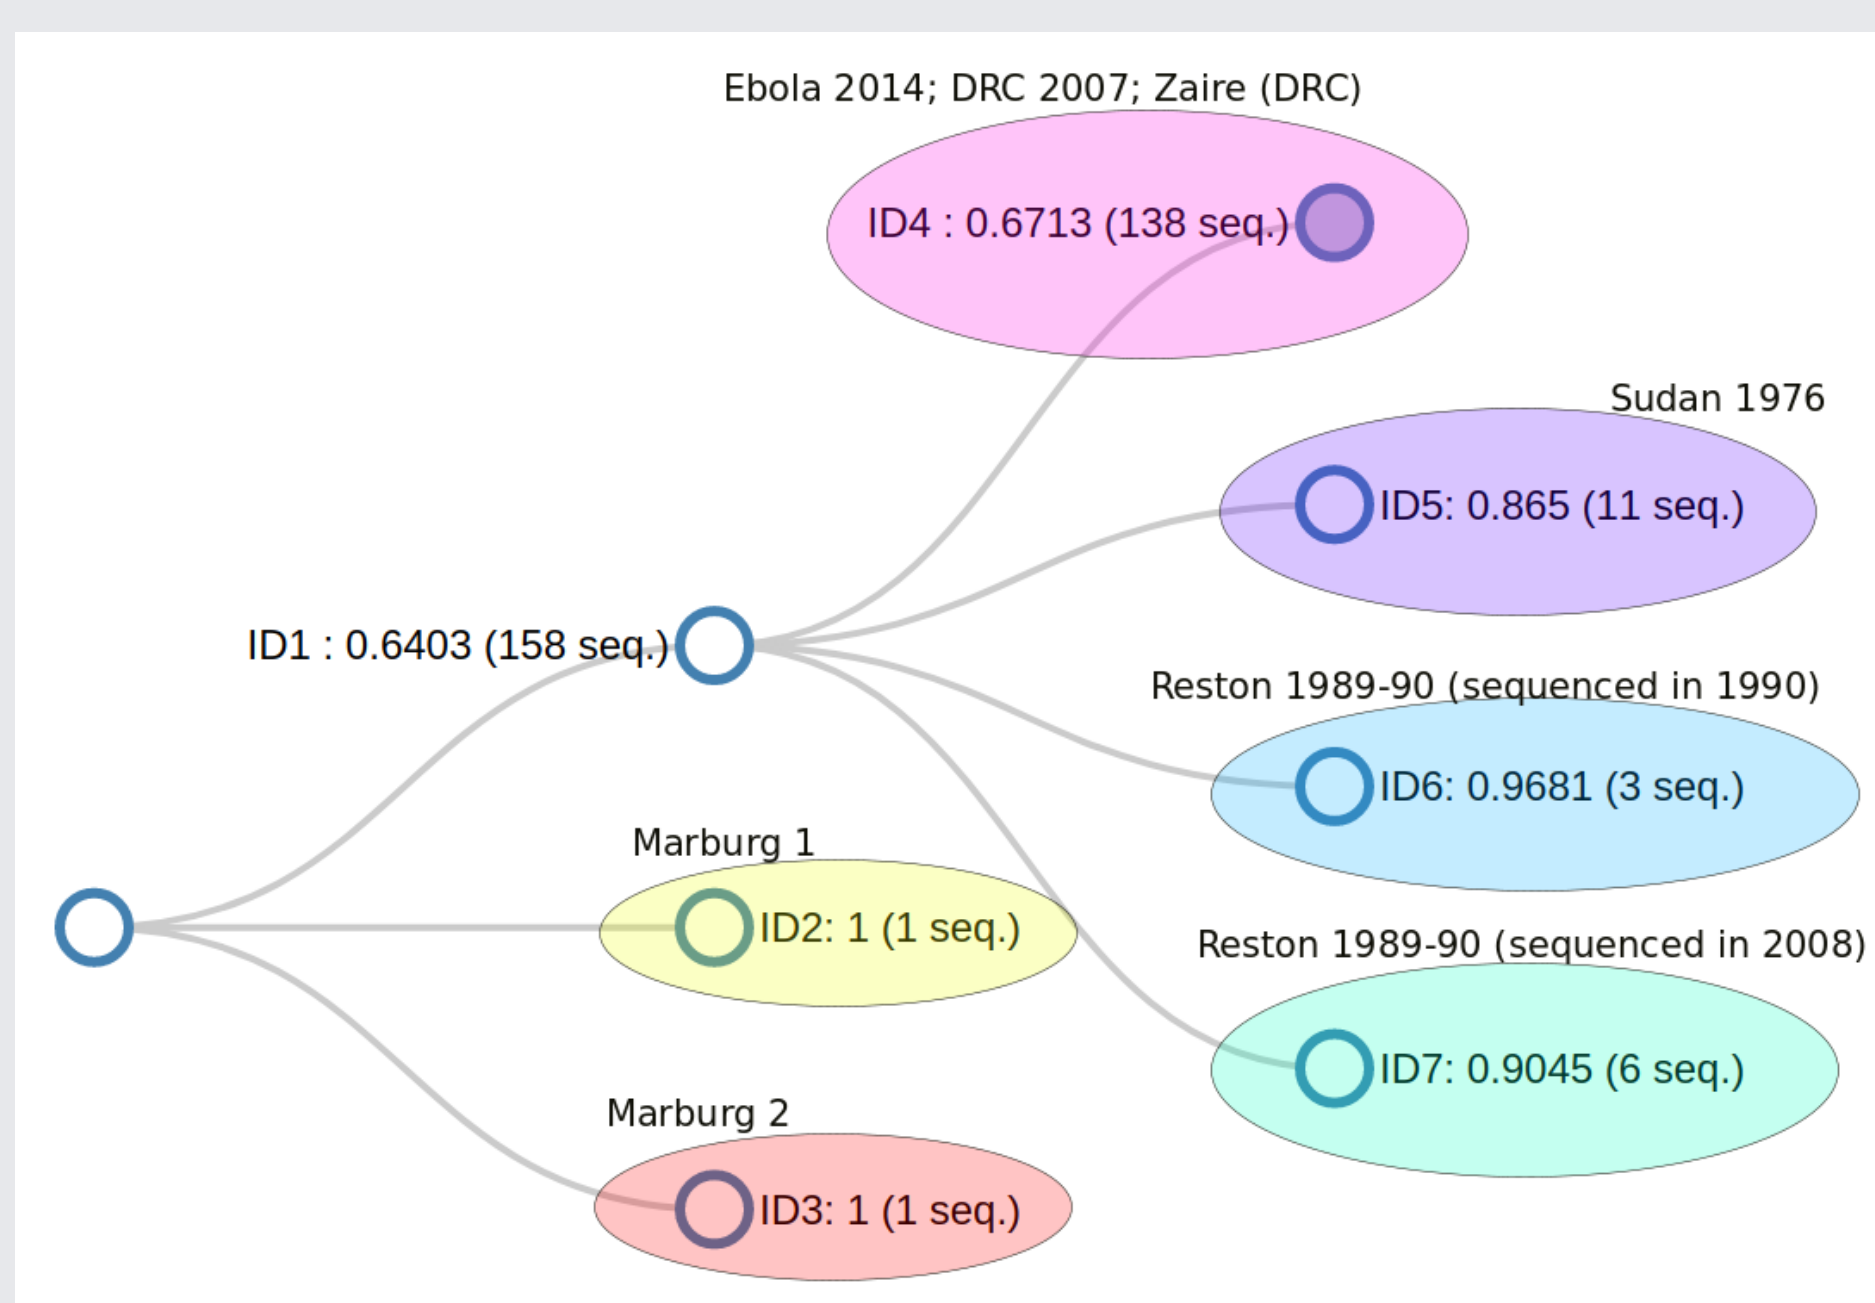 Ebola 2014; DRC 2007; Zaire (DRC)
ID4 : 0.6713 (138 seq.)
Sudan 1976
ID5: 0.865 (11 seq.)
ID1 : 0.6403 (158 seq.)
Reston 1989-90 (sequenced in 1990)
ID6: 0.9681 (3 seq.)
Marburg 1
ID2: 1 (1 seq.)
Reston 1989-90 (sequenced in 2008)
ID7: 0.9045 (6 seq.)
Marburg 2
ID3: 1 (1 seq.)